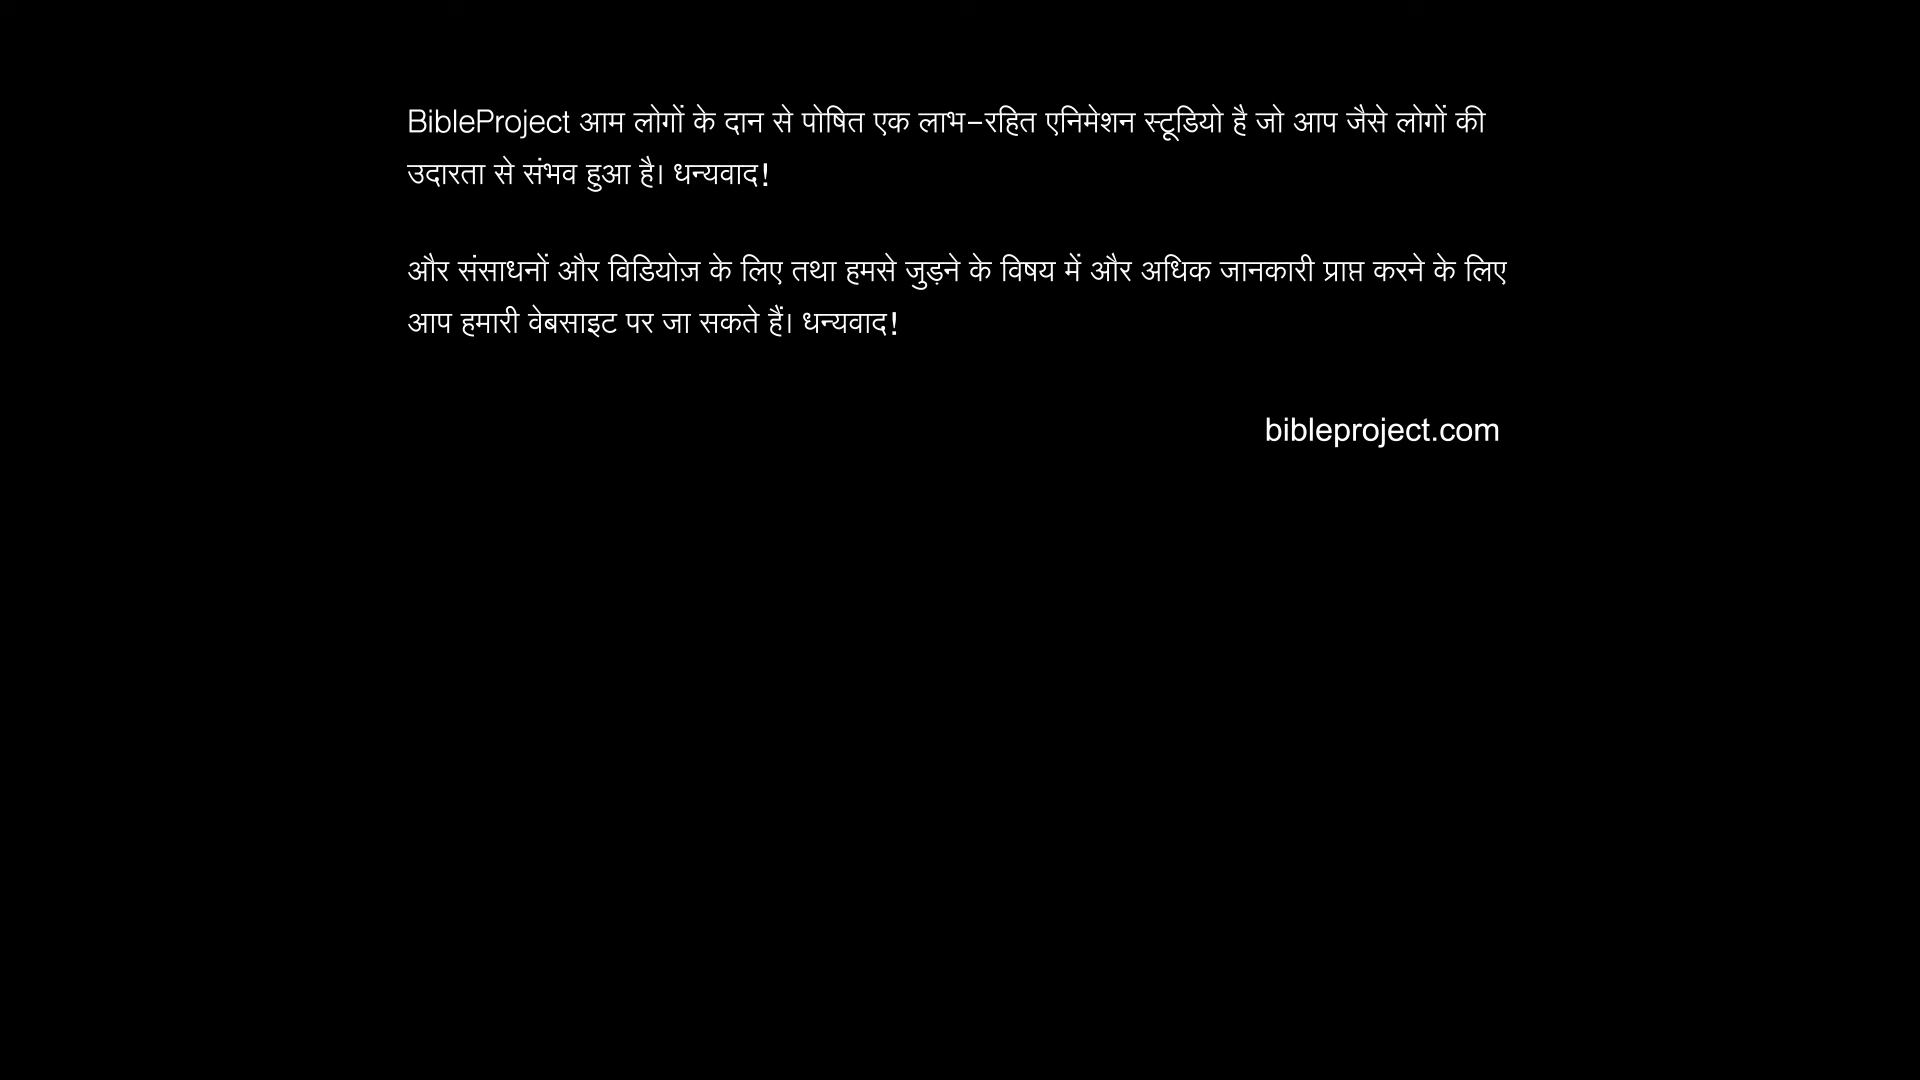 BibleProject आम लोगों के दान से पोषित एक लाभ-रहित एनिमेशन स्टूडियो है जो आप जैसे लोगों की
उदारता से संभव हुआ है। धन्यवाद!
और संसाधनों और विडियोज़ के लिए तथा हमसे जुड़ने के विषय में और अधिक जानकारी प्राप्त करने के लिए
आप हमारी वेबसाइट पर जा सकते हैं। धन्यवाद!
bibleproject.com